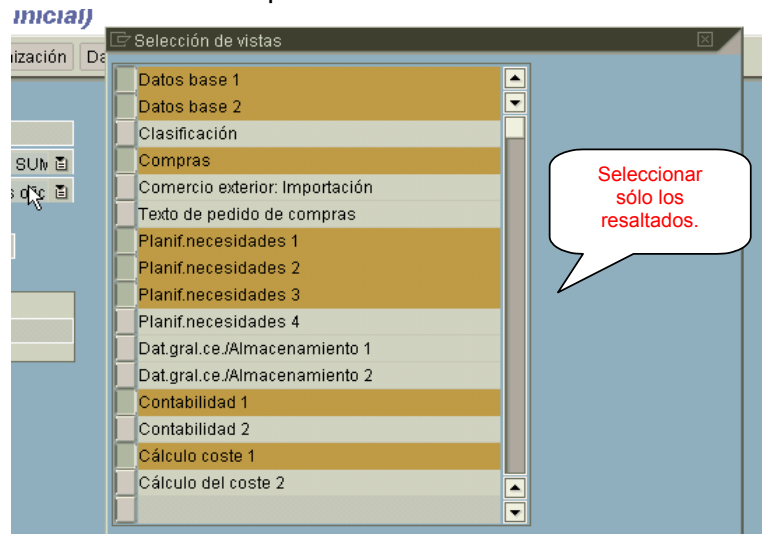 inicial)
Selección de vistas
ización
Da
Datos base 1
Datos base 2
Clasificación
Compras
Comercio exterior: Importación
Texto de pedido de compras
Planif.necesidades 1
Planif.necesidades 2
Planif.necesidades 3
Planif.necesidades 4
Dat.gral.ce./Almacenamiento 1
Dat.gral.ce./Almacenamiento 2
Contabilidad 1
Contabilidad 2
Cálculo coste 1
Cálculo del coste 2
SUM
Seleccionar
sólo los
resaltados.